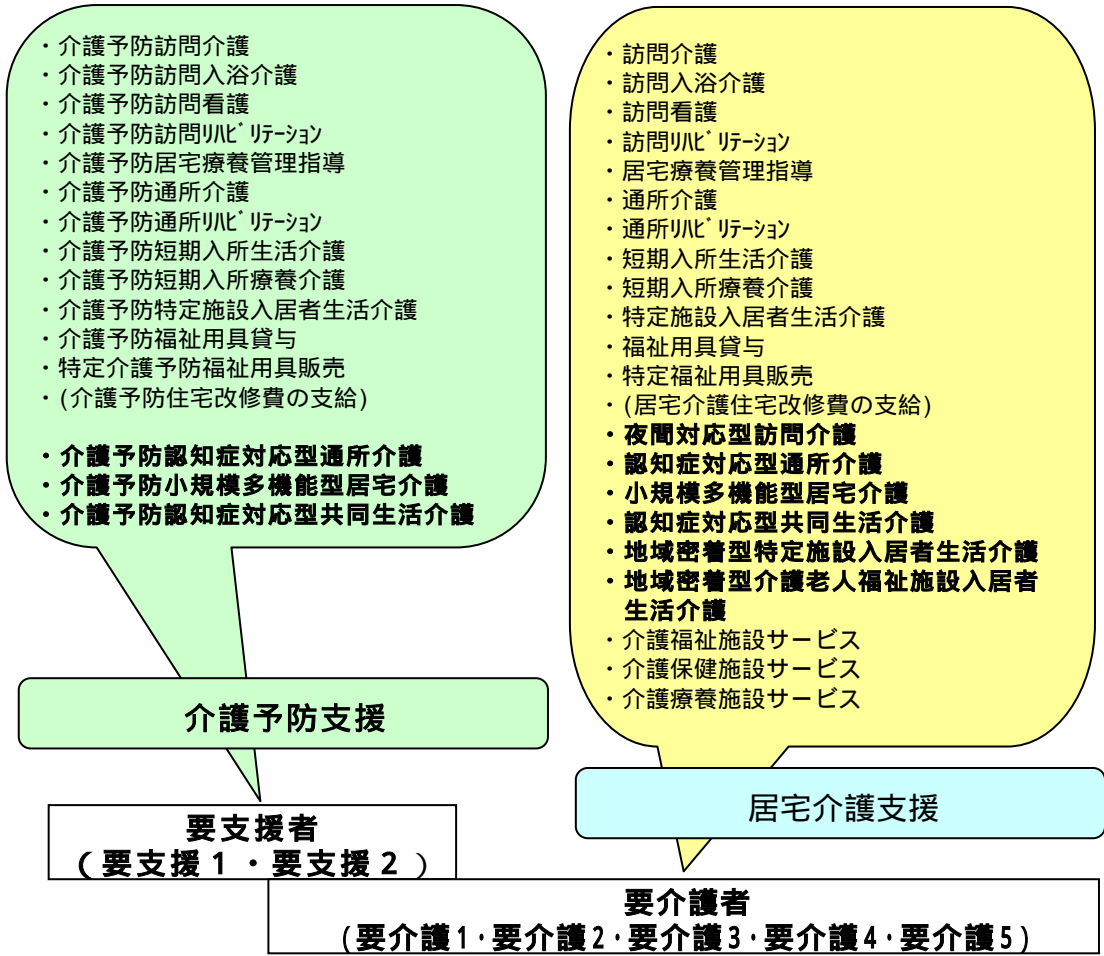 ・介護予防訪問介護
・介護予防訪問入浴介護
・介護予防訪問看護
・介護予防訪問ﾘﾊﾋﾞﾘﾃｰｼｮﾝ
・介護予防居宅療養管理指導
・介護予防通所介護
・介護予防通所ﾘﾊﾋﾞﾘﾃｰｼｮﾝ
・介護予防短期入所生活介護
・介護予防短期入所療養介護
・介護予防特定施設入居者生活介護
・介護予防福祉用具貸与
・特定介護予防福祉用具販売
・(介護予防住宅改修費の支給)
・介護予防認知症対応型通所介護
・介護予防小規模多機能型居宅介護
・介護予防認知症対応型共同生活介護
介護予防支援
要支援者
(要支援1・要支援2)
・訪問介護
・訪問入浴介護
・訪問看護
・訪問ﾘﾊﾋﾞﾘﾃｰｼｮﾝ
・居宅療養管理指導
・通所介護
・通所ﾘﾊﾋﾞﾘﾃｰｼｮﾝ
・短期入所生活介護
・短期入所療養介護
・特定施設入居者生活介護
・福祉用具貸与
・特定福祉用具販売
・(居宅介護住宅改修費の支給)
・夜間対応型訪問介護
・認知症対応型通所介護
・小規模多機能型居宅介護
・認知症対応型共同生活介護
・地域密着型特定施設入居者生活介護
・地域密着型介護老人福祉施設入居者
生活介護
・介護福祉施設サービス
・介護保健施設サービス
・介護療養施設サービス
居宅介護支援
要介護者
(要介護1･要介護2･要介護3･要介護4･要介護5)